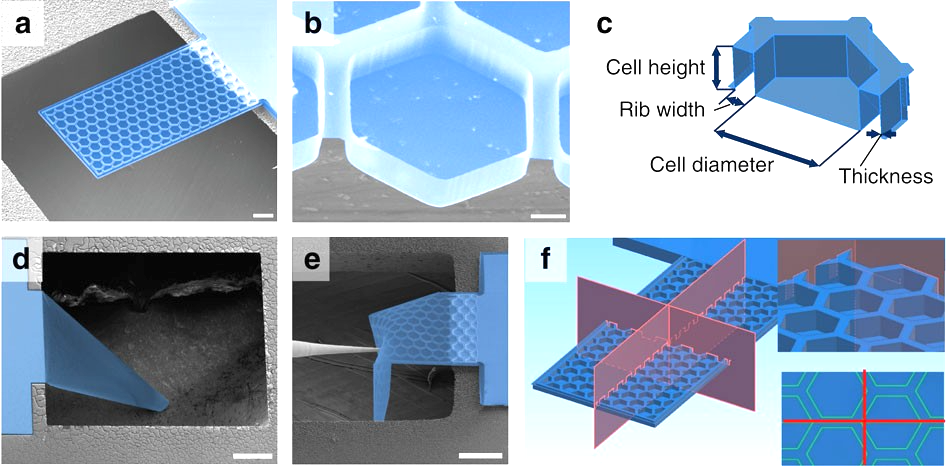 a
b
c
Cell height
Rib width
Cell diameter
Thickness
d
e
f